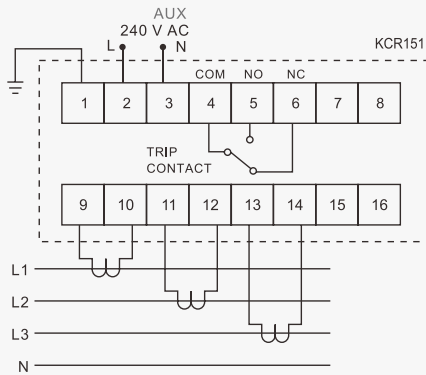 AUX
240 V AC
L N
KCR151
COM NO NC
1 2 3 4 5 6 7 8
TRIP
CONTACT
9 10 11 12 13 14 15 16
L1
L2
L3
N